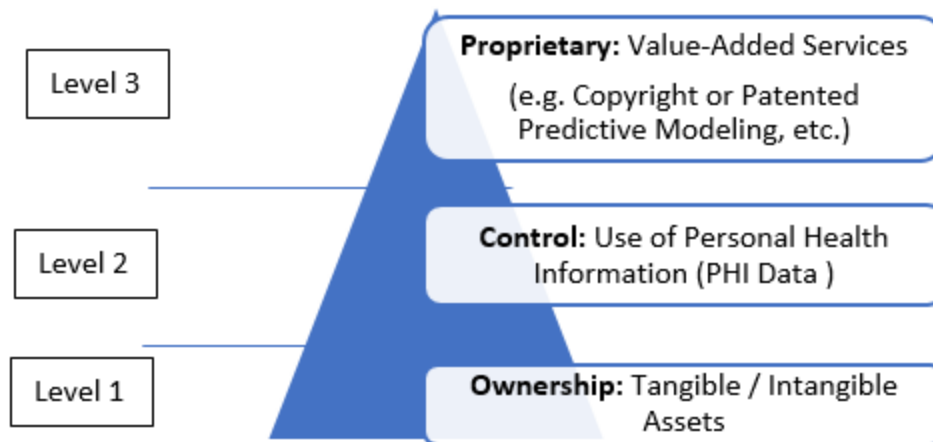 Level 3
Proprietary: Value-Added Services
(e.g. Copyright or Patented
Predictive Modeling, etc.)
Level 2
Control: Use of Personal Health
Information (PHI Data )
Level 1
Ownership: Tangible / Intangible
Assets